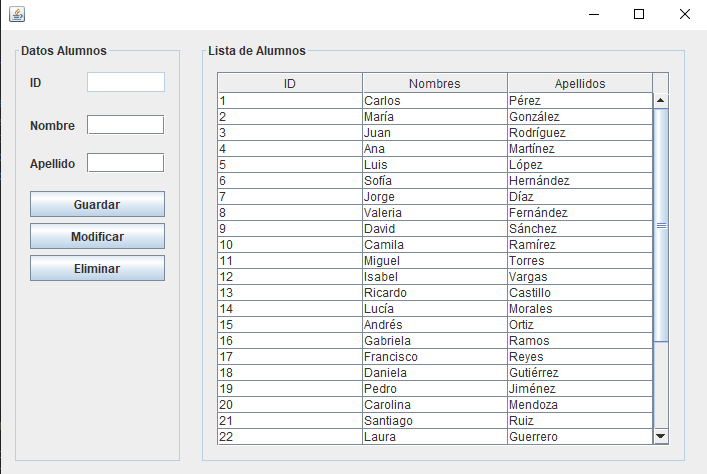 Datos Alumnos
ID
Nombre
Apellido
Guardar
Modificar
Eliminar
Lista de Alumnos
ID Nombres Apellidos
1 Carlos Pérez
2 María González
3 Juan Rodríguez
4 Ana Martínez
5 Luis López
6 Sofía Hernández
7 Jorge Díaz
8 Valeria Fernández
9 David Sánchez
10 Camila Ramírez
11 Miguel Torres
12 Isabel Vargas
13 Ricardo Castillo
14 Lucía Morales
15 Andrés Ortiz
16 Gabriela Ramos
17 Francisco Reyes
18 Daniela Gutiérrez
19 Pedro Jiménez
20 Carolina Mendoza
21 Santiago Ruiz
22 Laura Guerrero